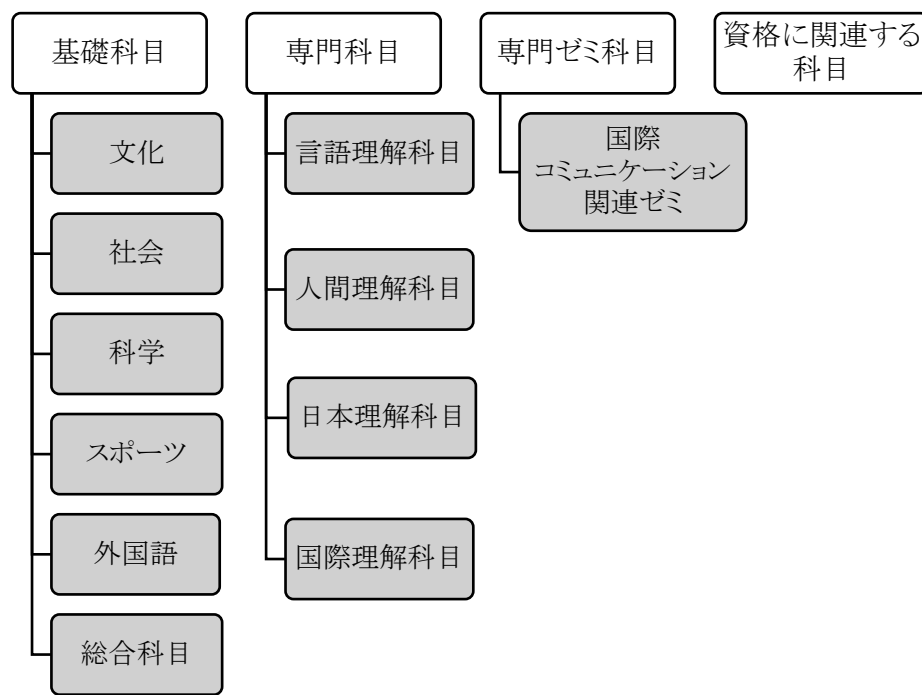 基礎科目
文化
社会
科学
スポーツ
外国語
総合科目
専門科目
言語理解科目
人間理解科目
日本理解科目
国際理解科目
専門ゼミ科目
国際
コミュニケーション
関連ゼミ
資格に関連する
科目